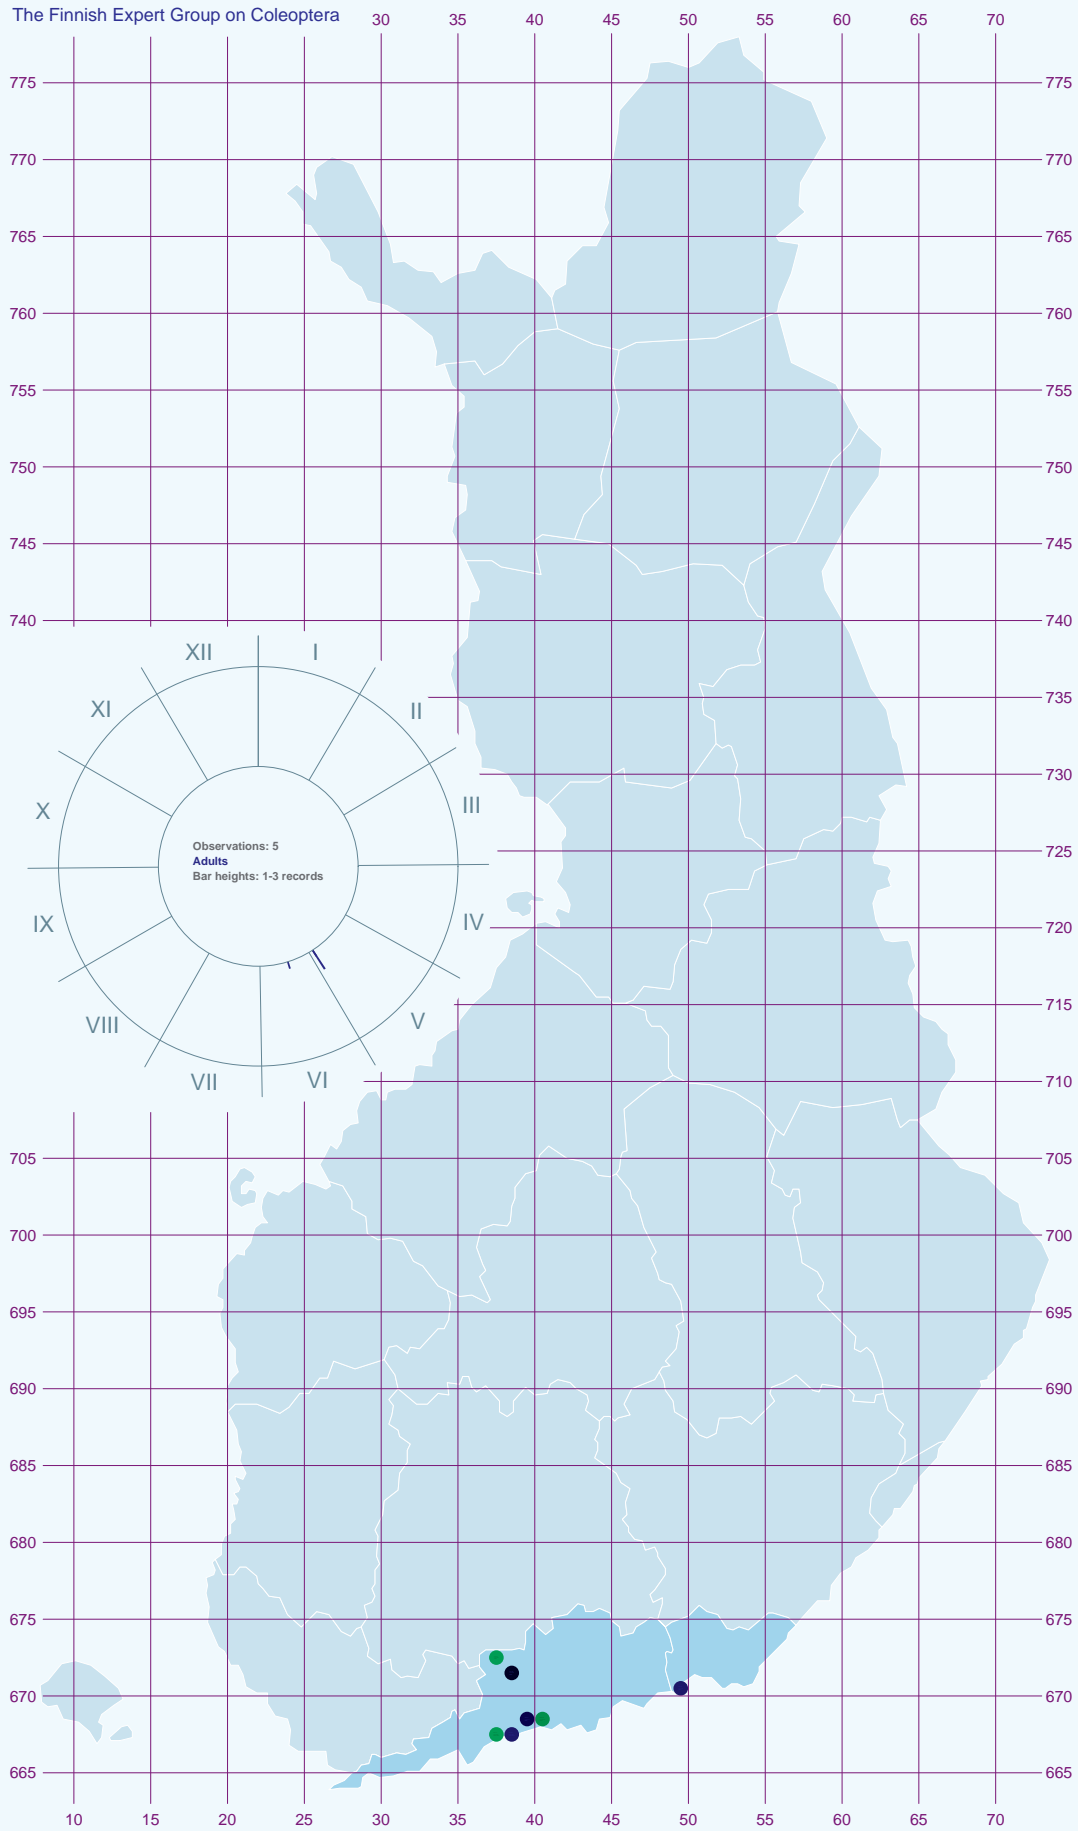 The Finnish Expert Group on Coleoptera
30 35 40 45 50 55 60 65 70
775 775
770 770
765 765
760 760
755 755
750 750
745 745
740 740
XII I
XI II
735
730
X III
Observations: 5
Adults
Bar heights: 1-3 records
725
IX IV
720
VIII V
715
VII VI
710
705 705
700 700
695 695
690 690
685 685
680 680
675 675
670 670
665 665
10 15 20 25 30 35 40 45 50 55 60 65 70